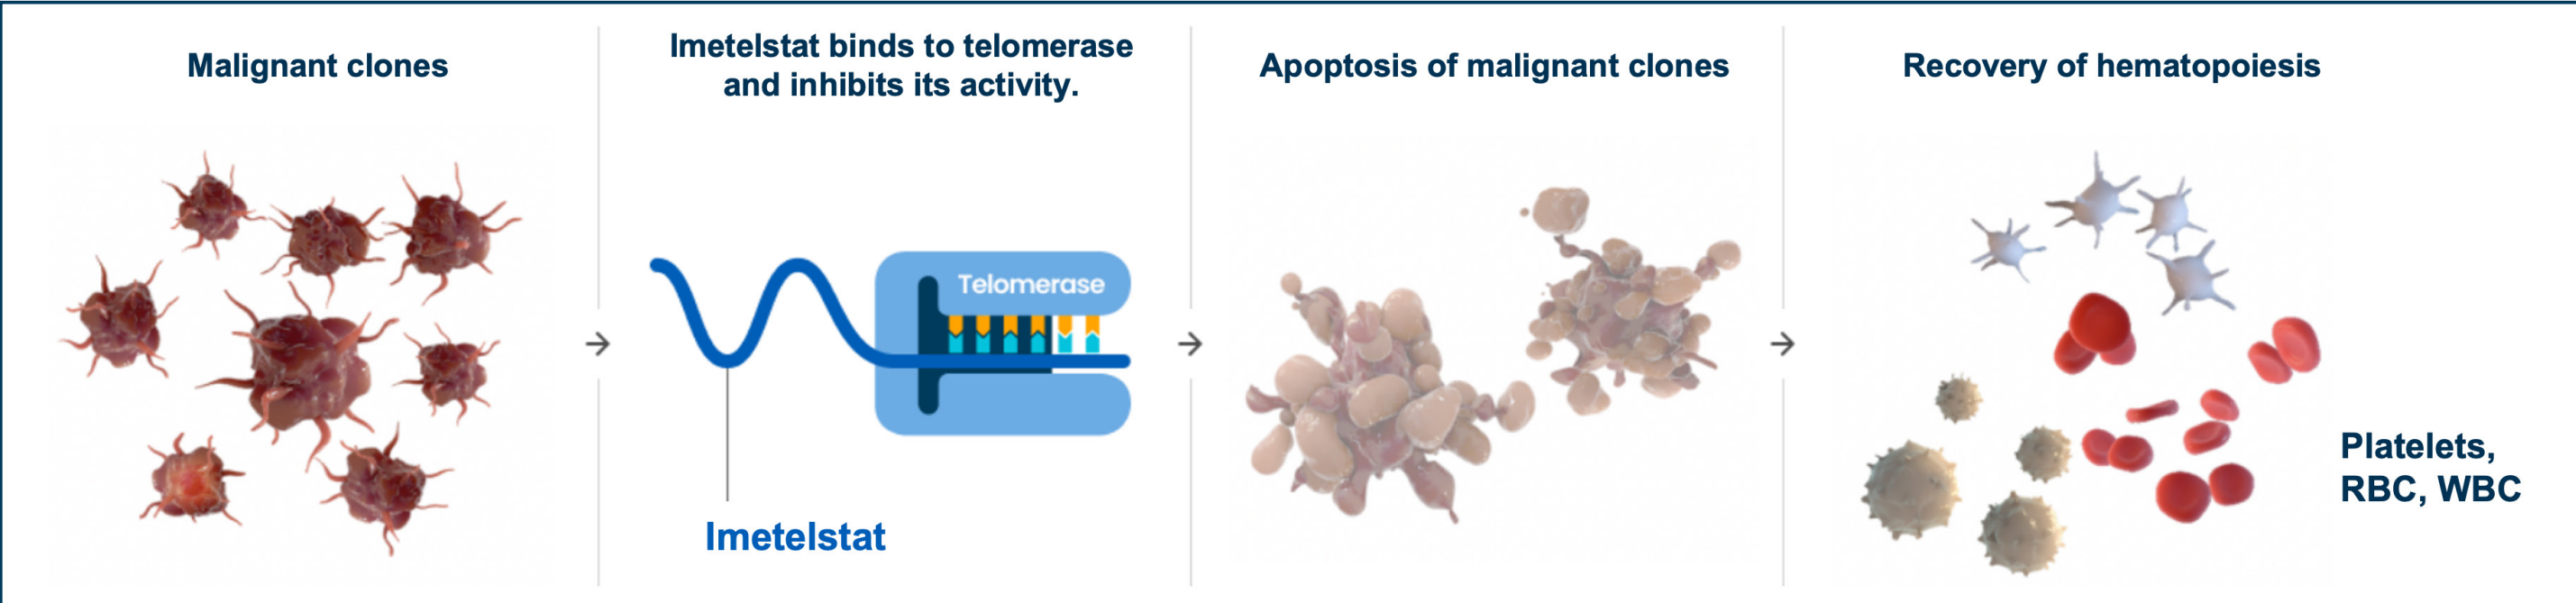 Malignant clones
Imetelstat binds to telomerase
and inhibits its activity.
Apoptosis of malignant clones
Recovery of hematopoiesis
Telomerase
Imetelstat
Platelets,
RBC, WBC